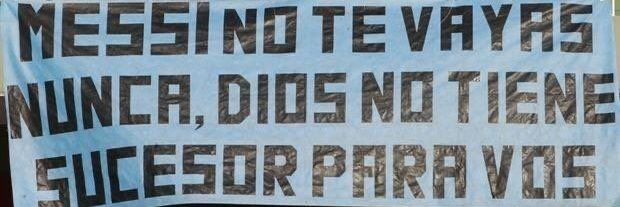 MESSI NO TE VAYAS
NUNCA, DIOS NO TIENE
SUCESOR PARA VOS